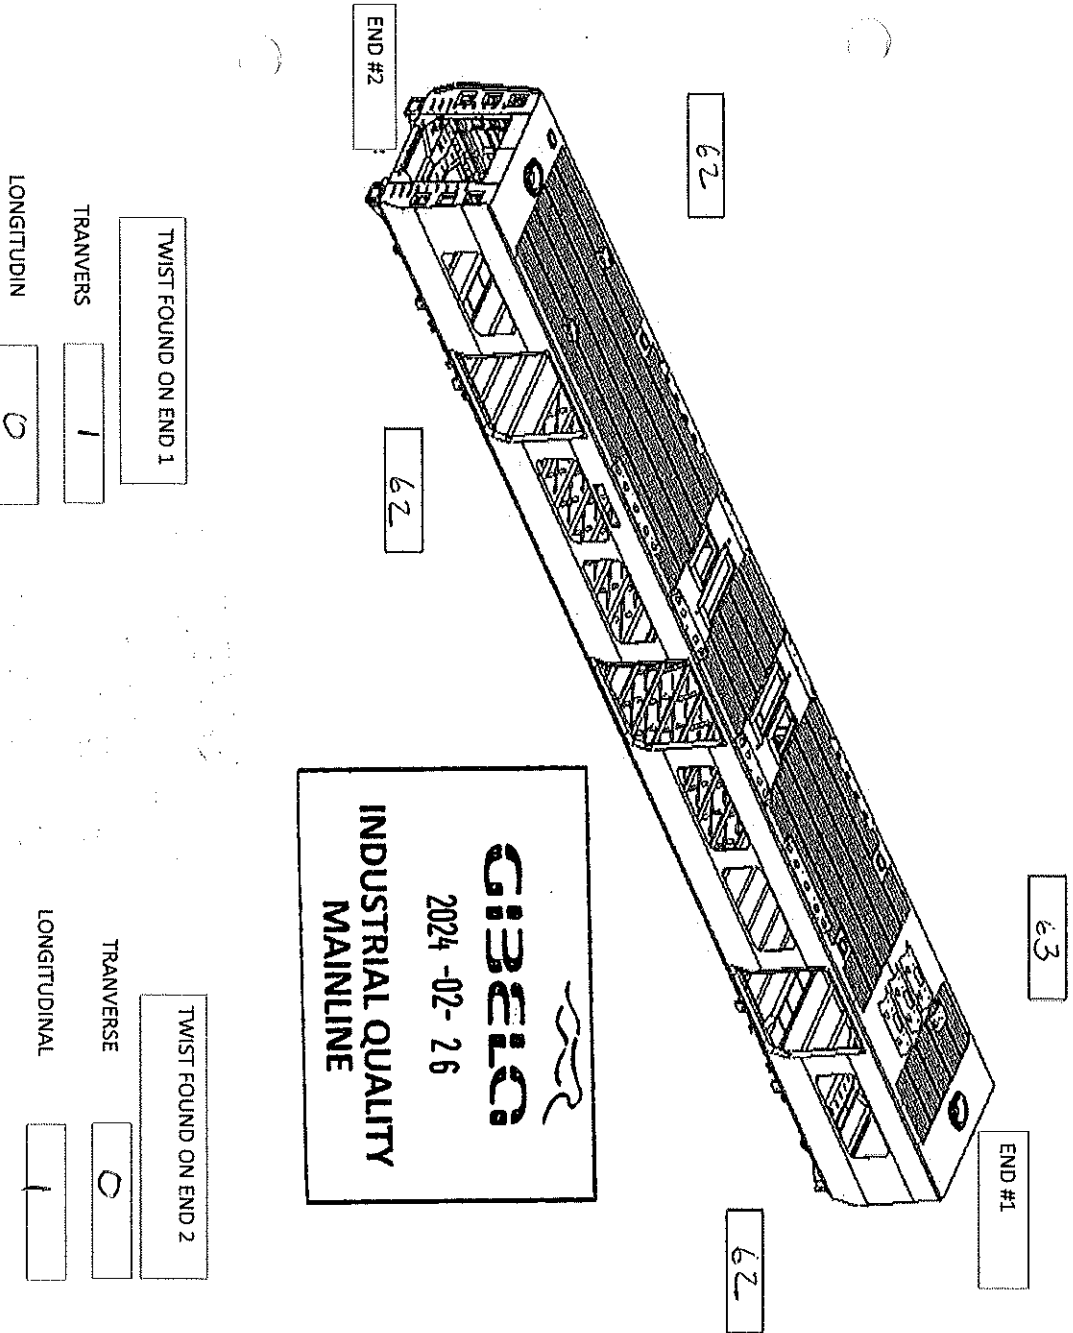 63
END #1
62
62
GIBELA
2024 -02- 26
62
END #2
INDUSTRIAL QUALITY
MAINLINE
TWIST FOUND ON END 2
TWIST FOUND ON END 1
TRANVERSE 0
TRANVERS 1
LONGITUDINAL 1
LONGITUDIN 0